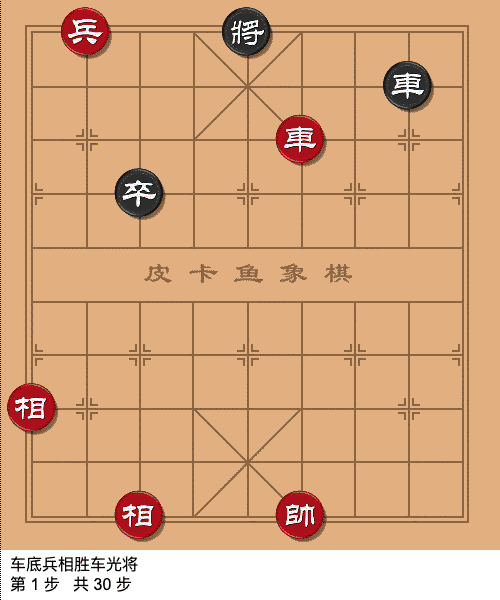 兵 將
車
車
卒
皮卡鱼象棋
相
相 帥
车底兵相胜车光将
第 1 步 共 30 步